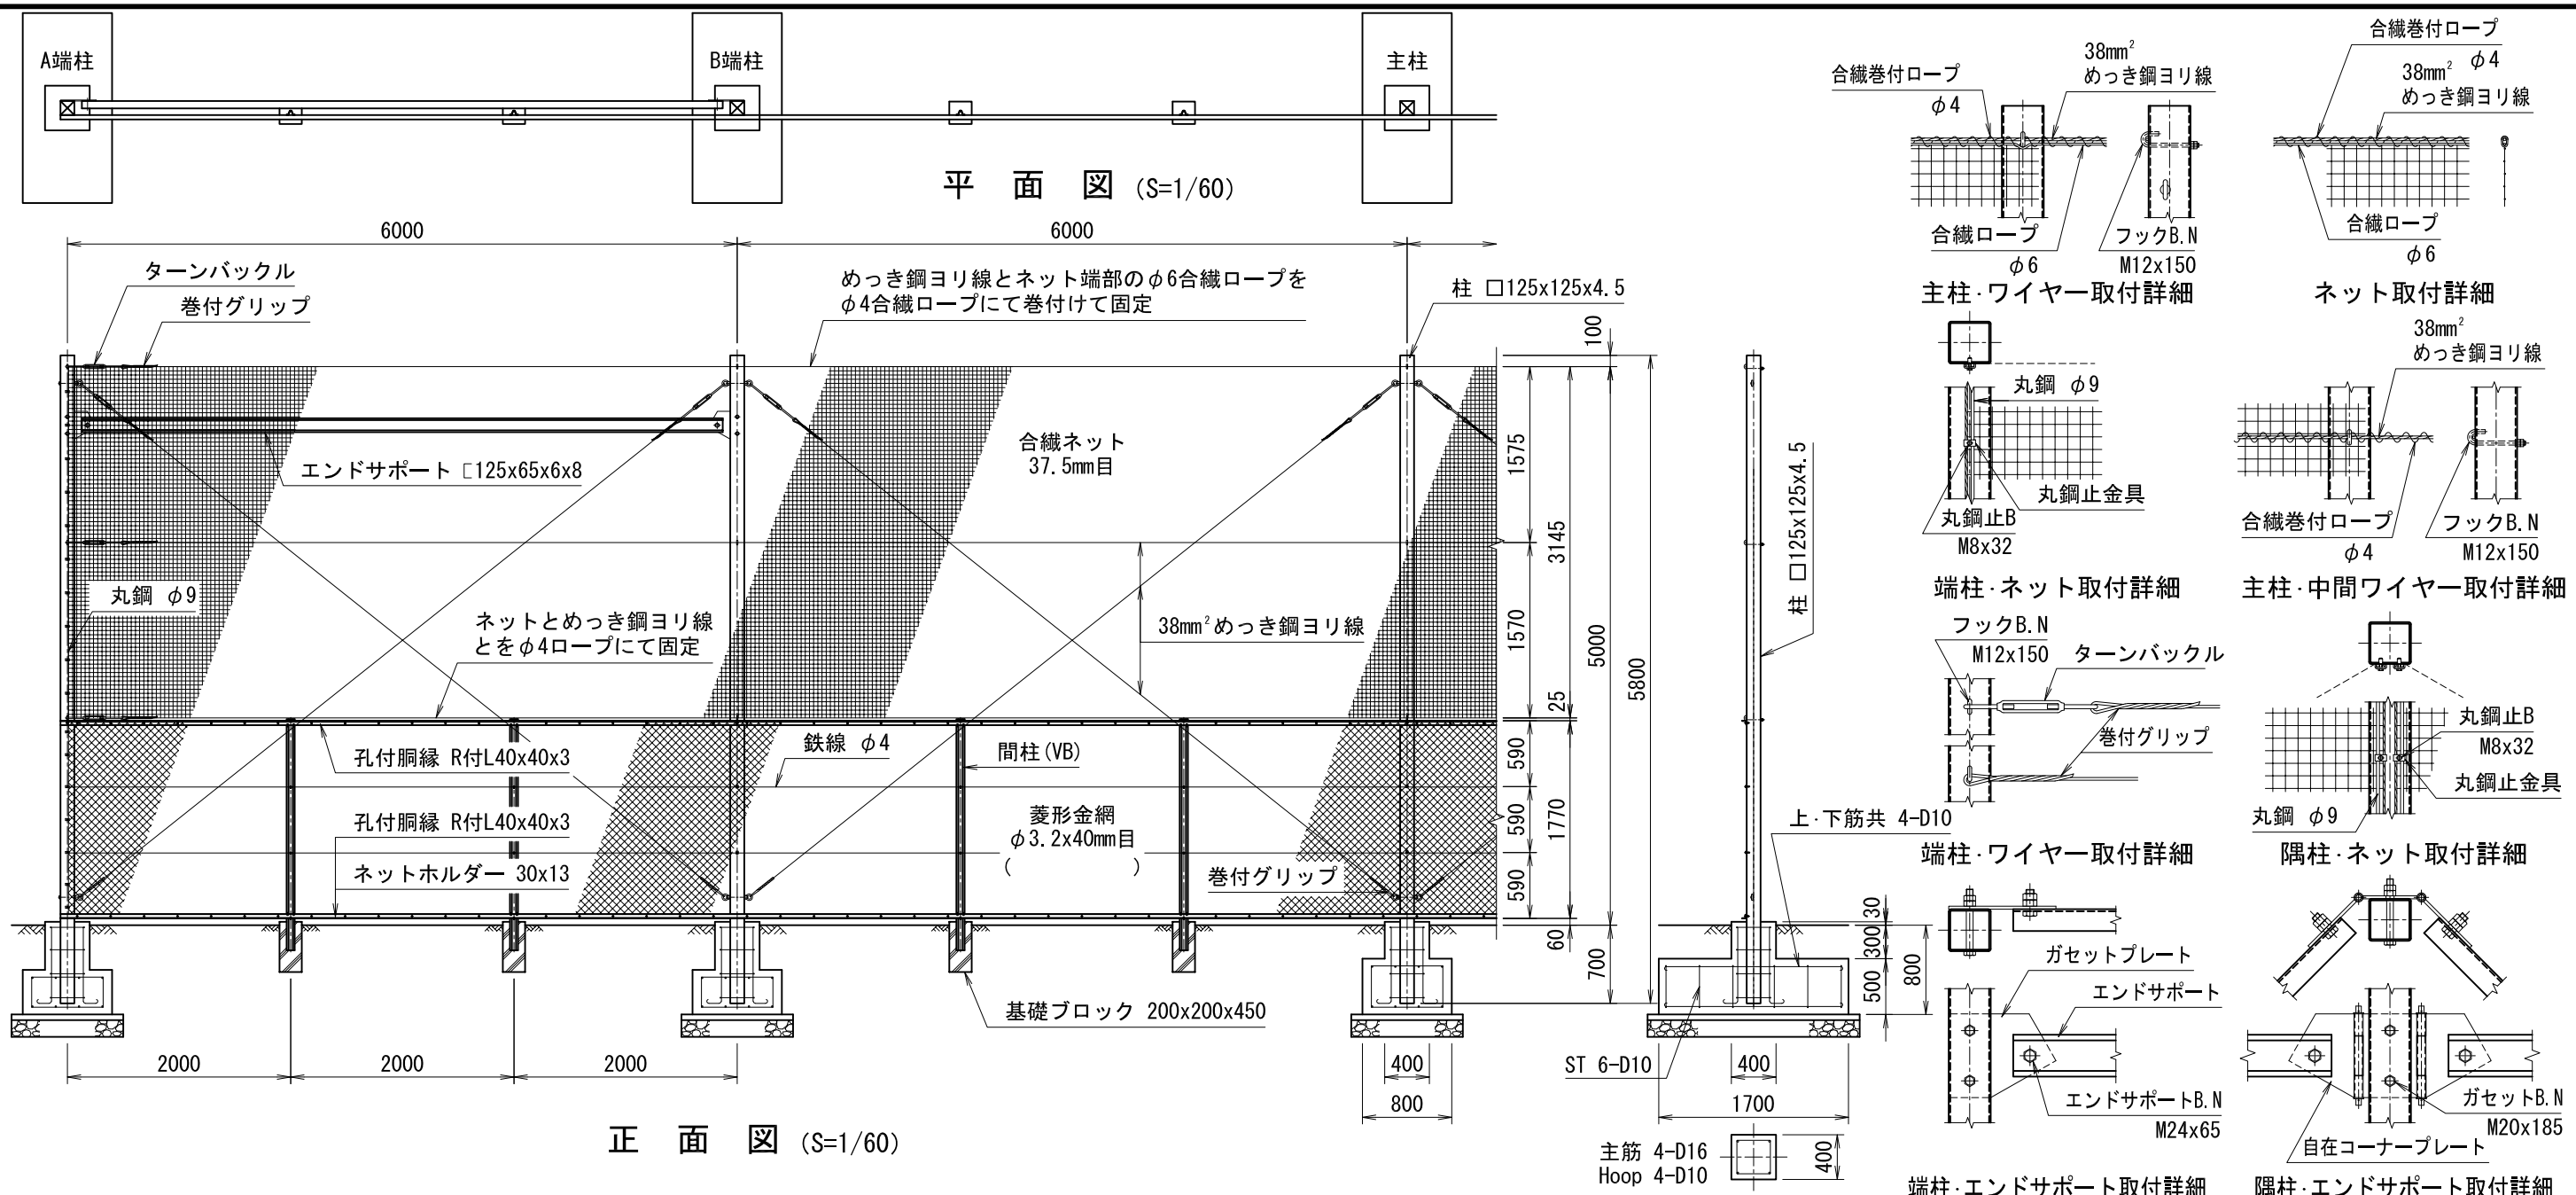 A端柱
B端柱
主柱
平 面 図 (S=1/60)
6000
6000
ターンバックル
巻付グリップ
めっき鋼ヨリ線とネット端部のφ6合繊ロープを
φ4合繊ロープにて巻付けて固定
柱 □125x125x4.5
エンドサポート [125x65x6x8
合繊ネット
37.5mm目
丸鋼 φ9
ネットとめっき鋼ヨリ線
とをφ4ロープにて固定
38mm²めっき鋼ヨリ線
孔付胴縁 R付L40x40x3
鉄線 φ4
間柱(VB)
孔付胴縁 R付L40x40x3
ネットホルダー 30x13
菱形金網
φ3.2x40mm目
( )
巻付グリップ
基礎ブロック 200x200x450
2000
2000
2000
400
800
正 面 図 (S=1/60)
100
1575
3145
1570
5000
5800
25
590
590
1770
590
60
700
柱 □125x125x4.5
上・下筋共 4-D10
30
300
500
800
ST 6-D10
400
1700
主筋 4-D16
Hoop 4-D10
400
合繊巻付ロープ
φ4
38mm²
めっき鋼ヨリ線
合繊ロープ
φ6
フックB.N
M12x150
主柱・ワイヤー取付詳細
合繊巻付ロープ
φ4
38mm²
めっき鋼ヨリ線
合繊ロープ
φ6
ネット取付詳細
丸鋼 φ9
丸鋼止金具
丸鋼止B
M8x32
端柱・ネット取付詳細
38mm²
めっき鋼ヨリ線
合繊巻付ロープ
φ4
フックB.N
M12x150
主柱・中間ワイヤー取付詳細
フックB.N
M12x150
ターンバックル
巻付グリップ
端柱・ワイヤー取付詳細
丸鋼止B
M8x32
丸鋼止金具
丸鋼 φ9
隅柱・ネット取付詳細
ガセットプレート
エンドサポート
エンドサポートB.N
M24x65
端柱・エンドサポート取付詳細
ガセットB.N
M20x185
自在コーナープレート
隅柱・エンドサポート取付詳細